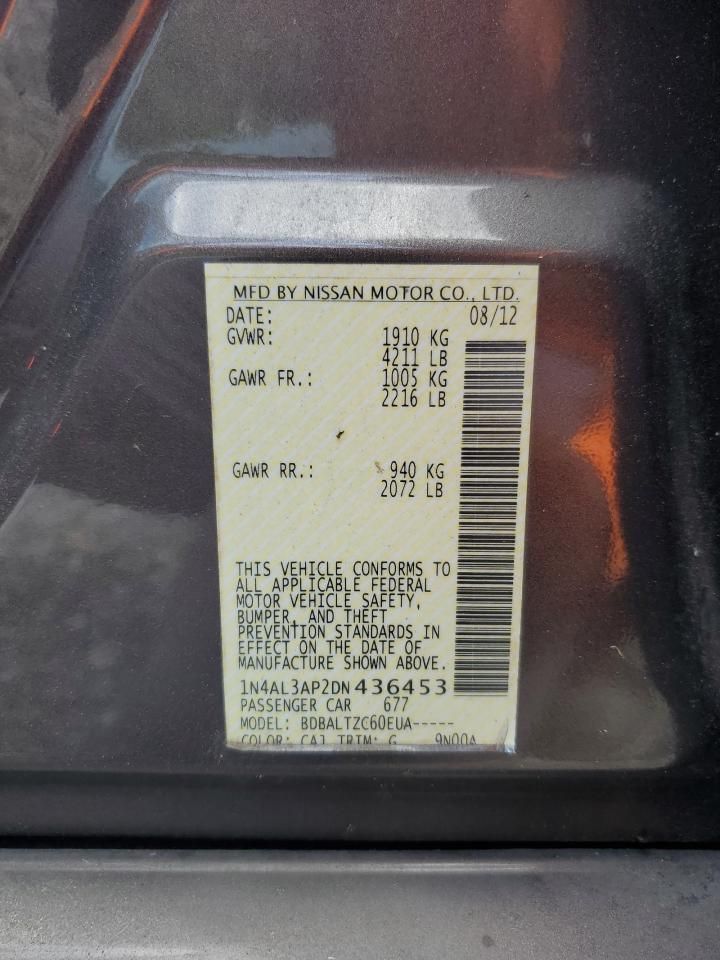 MFD BY NISSAN MOTOR CO., LTD.
DATE: 08/12
GVWR: 1910 KG
4211 LB
GAWR FR.: 1005 KG
2216 LB
GAWR RR.: 940 KG
2072 LB
THIS VEHICLE CONFORMS TO
ALL APPLICABLE FEDERAL
MOTOR VEHICLE SAFETY,
BUMPER, AND THEFT
PREVENTION STANDARDS IN
EFFECT ON THE DATE OF
MANUFACTURE SHOWN ABOVE.
1N4AL3AP2DN436453
PASSENGER CAR 677
MODEL: BDBALTZC60EUA-----
COLOR: TRIM: G